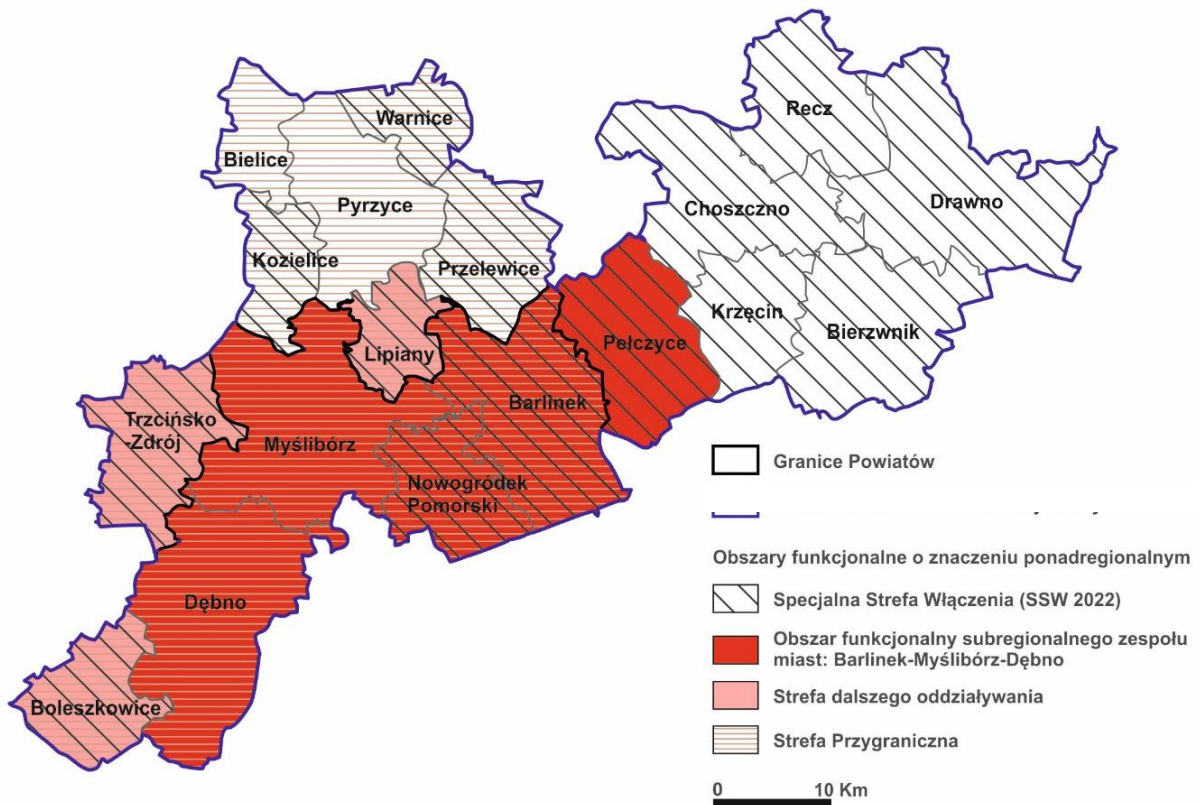 Recz
Warnice
Bielice
Drawno
Pyrzyce
Choszczno
Kozielice
Przelewice
Krzęcin
Bierzwnik
Pełczyce
Lipiany
Barlinek
Trzcińsko
-Zdrój
Myślibórz
Nowogródek
Pomorski
Dębno
Boleszkowice
Granice Powiatów
Obszary funkcjonalne o znaczeniu ponadregionalnym
Specjalna Strefa Włączenia (SSW 2022)
Obszar funkcjonalny subregionalnego zespołu
miast: Barlinek-Myślibórz-Dębno
Strefa dalszego oddziaływania
Strefa Przygraniczna
0 10 Km